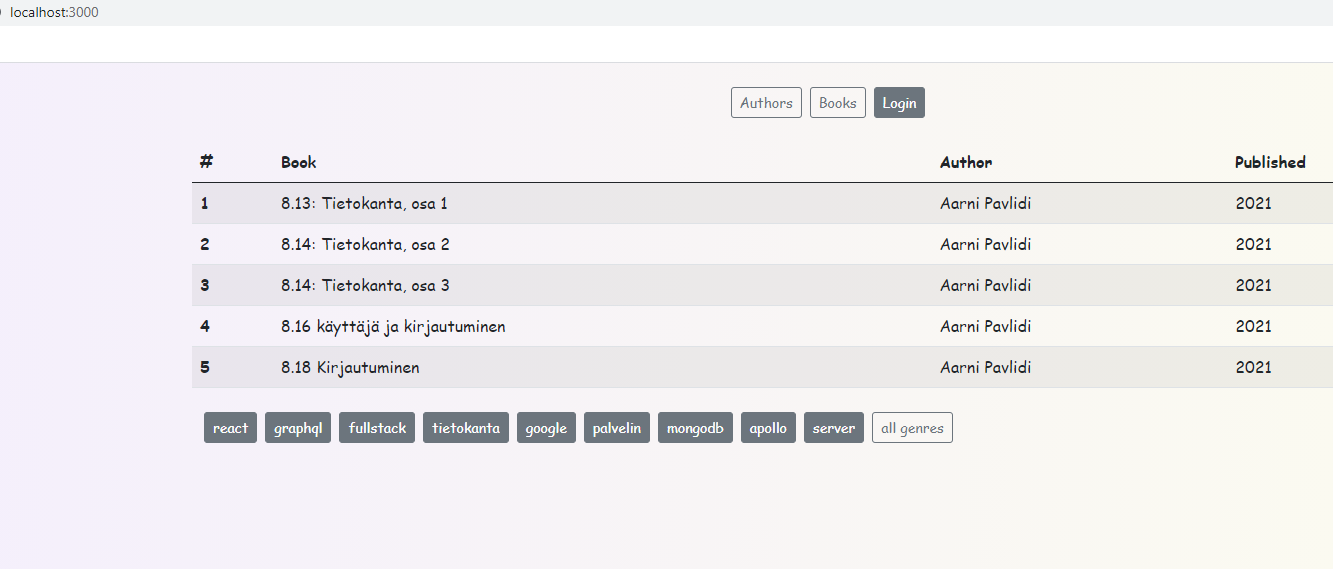 localhost:3000
Authors Books Login
# Book Author Published
1 8.13: Tietokanta, osa 1 Aarni Pavlidi 2021
2 8.14: Tietokanta, osa 2 Aarni Pavlidi 2021
3 8.14: Tietokanta, osa 3 Aarni Pavlidi 2021
4 8.16 käyttäjä ja kirjautuminen Aarni Pavlidi 2021
5 8.18 Kirjautuminen Aarni Pavlidi 2021
react graphql fullstack tietokanta google palvelin mongodb apollo server all genres